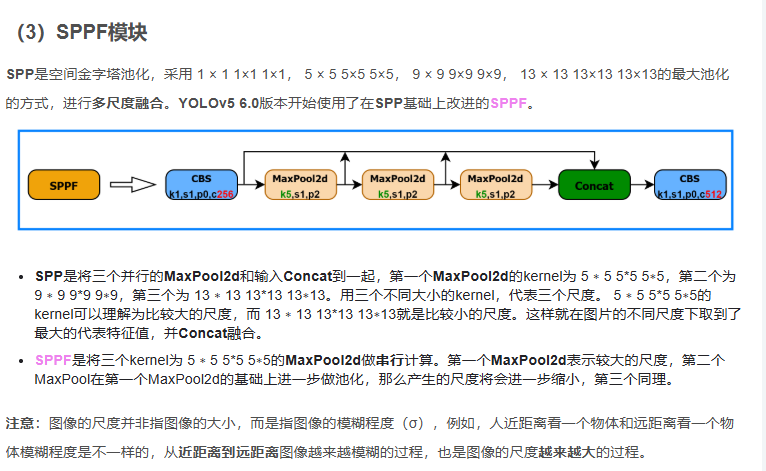 （3）SPPF模块
SPP是空间金字塔池化，采用 1 × 1 1×1 1×1， 5 × 5 5×5 5×5， 9 × 9 9×9 9×9， 13 × 13 13×13 13×13的最大池化
的方式，进行多尺度融合。YOLOv5 6.0版本开始使用了在SPP基础上改进的SPPF。
SPPF
CBS
k1,s1,p0,c256
MaxPool2d
k5,s1,p2
MaxPool2d
k5,s1,p2
MaxPool2d
k5,s1,p2
Concat
CBS
k1,s1,p0,c512
• SPP是将三个并行的MaxPool2d和输入Concat到一起，第一个MaxPool2d的kernel为 5 ∗ 5 5*5 5∗5，第二个为
9 ∗ 9 9*9 9∗9，第三个为 13 ∗ 13 13*13 13∗13。用三个不同大小的kernel，代表三个尺度。 5 ∗ 5 5*5 5∗5的
kernel可以理解为比较大的尺度，而 13 ∗ 13 13*13 13∗13就是比较小的尺度。这样就在图片的不同尺度下取到了
最大的代表特征值，并Concat融合。
• SPPF是将三个kernel为 5 ∗ 5 5*5 5∗5的MaxPool2d做串行计算。第一个MaxPool2d表示较大的尺度，第二个
MaxPool在第一个MaxPool2d的基础上进一步做池化，那么产生的尺度将会进一步缩小，第三个同理。
注意：图像的尺度并非指图像的大小，而是指图像的模糊程度（σ），例如，人近距离看一个物体和远距离看一个物
体模糊程度是不一样的，从近距离到远距离图像越来越模糊的过程，也是图像的尺度越来越大的过程。